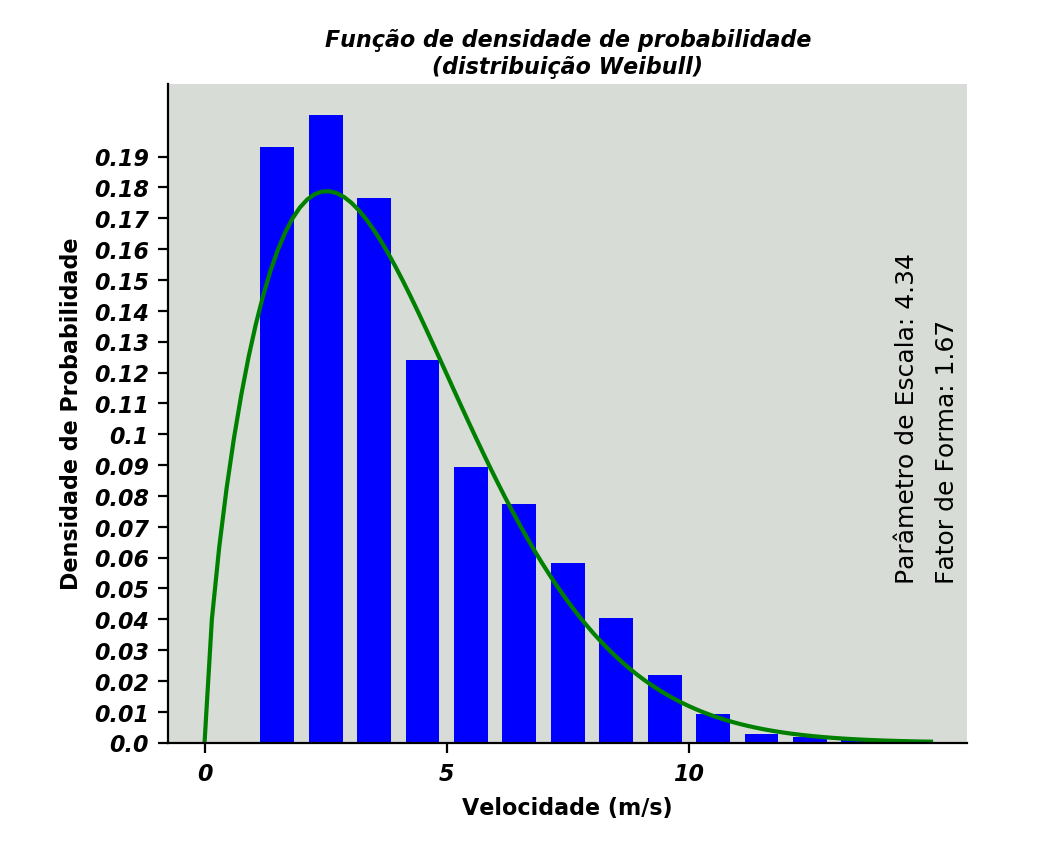 Função de densidade de probabilidade
(distribuição Weibull)
0.19
0.18
0.17
0.16
0.15
0.14
0.13
0.12
0.11
0.1
0.09
0.08
0.07
0.06
0.05
0.04
0.03
0.02
0.01
0.0
Densidade de Probabilidade
0 5 10
Velocidade (m/s)
Parâmetro de Escala: 4.34
Fator de Forma: 1.67